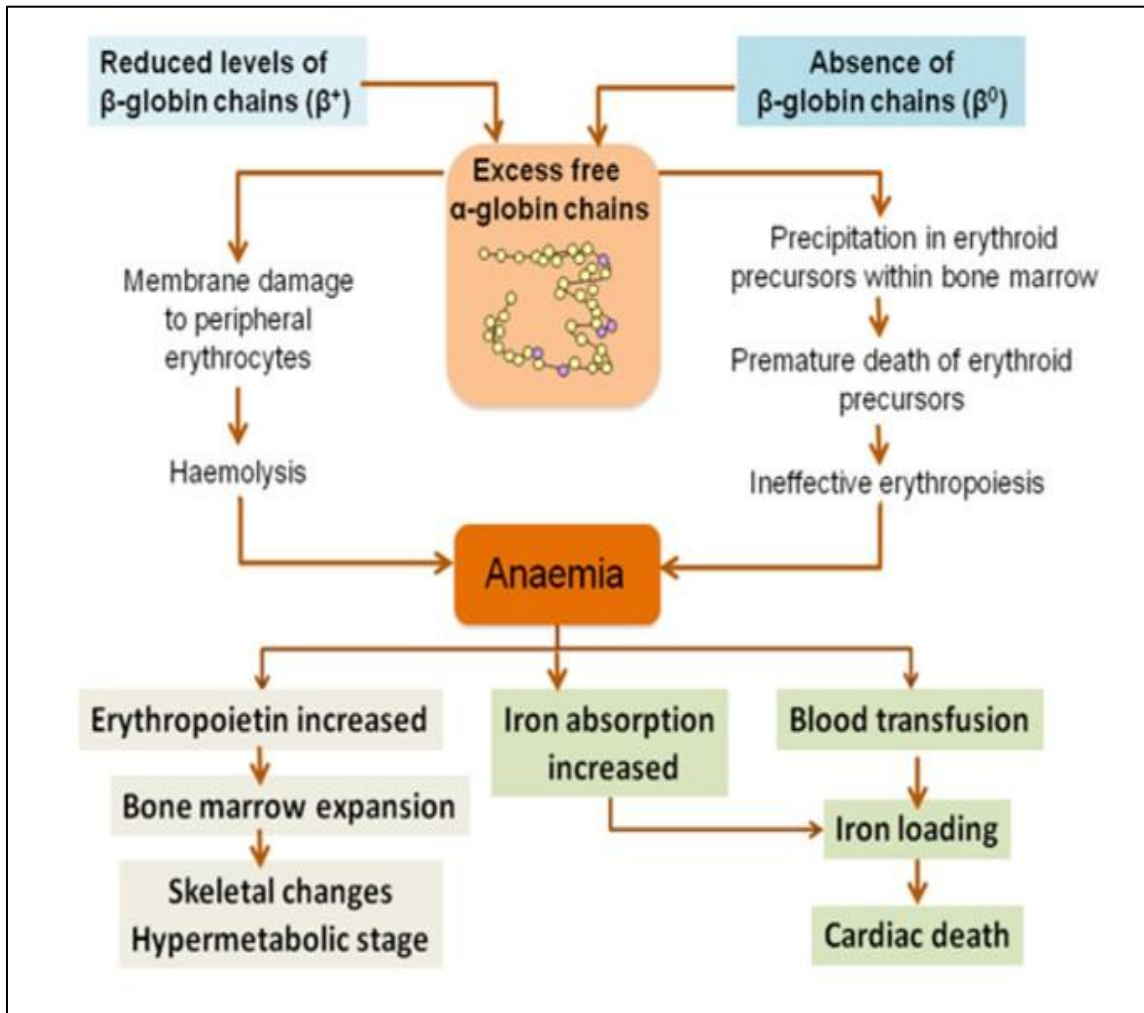 Reduced levels of
β-globin chains (β⁺)
Absence of
β-globin chains (β⁰)
Excess free
α-globin chains
Membrane damage
to peripheral
erythrocytes
Haemolysis
Precipitation in erythroid
precursors within bone marrow
Premature death of erythroid
precursors
Ineffective erythropoiesis
Anaemia
Erythropoietin increased
Bone marrow expansion
Skeletal changes
Hypermetabolic stage
Iron absorption
increased
Blood transfusion
Iron loading
Cardiac death